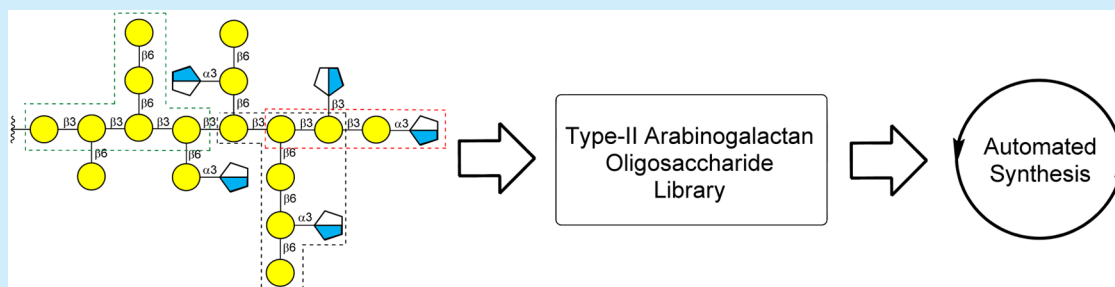 β6 β6
α3
β6 β6 β3
β3 β3 β3 β3 β3 β3 β3 α3
β6 β6 β6
α3
β6
α3
β6
Type-II Arabinogalactan
Oligosaccharide
Library
Automated
Synthesis